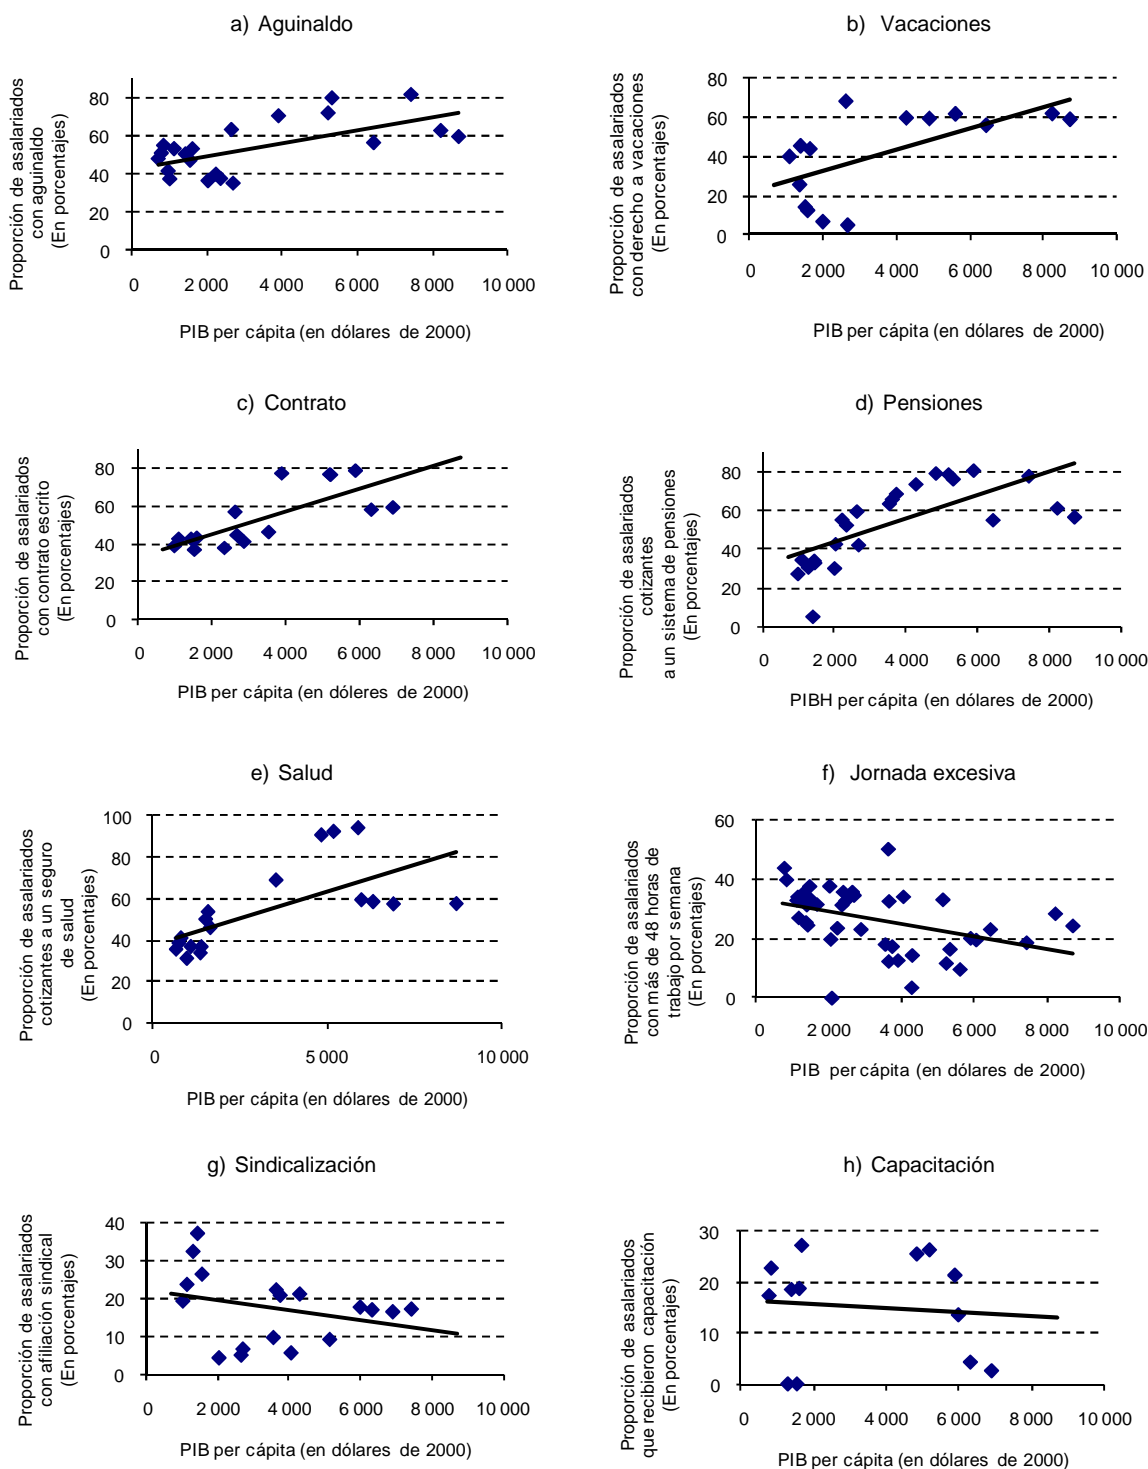 a) Aguinaldo
Proporción de asalariados
con aguinaldo
(En porcentajes)
80
60
40
20
0
0 2 000 4 000 6 000 8 000 10 000
PIB per cápita (en dólares de 2000)
b) Vacaciones
Proporción de asalariados
con derecho a vacaciones
(En porcentajes)
80
60
40
20
0
0 2 000 4 000 6 000 8 000 10 000
PIB per cápita (en dólares de 2000)
c) Contrato
Proporción de asalariados
con contrato escrito
(En porcentajes)
80
60
40
20
0
0 2 000 4 000 6 000 8 000 10 000
PIB per cápita (en dóleres de 2000)
d) Pensiones
Proporción de asalariados
cotizantes
a un sistema de pensiones
(En porcentajes)
80
60
40
20
0
0 2 000 4 000 6 000 8 000 10 000
PIBH per cápita (en dólares de 2000)
e) Salud
Proporción de asalariados
cotizantes a un seguro
de salud
(En porcentajes)
100
80
60
40
20
0
0 5 000 10 000
PIB per cápita (en dólares de 2000)
f) Jornada excesiva
Proporción de asalariados
con más de 48 horas de
trabajo por semana
(En porcentajes)
60
40
20
0
0 2 000 4 000 6 000 8 000 10 000
PIB per cápita (en dólares de 2000)
g) Sindicalización
Proporción de asalariados
con afiliación sindical
(En porcentajes)
40
30
20
10
0
0 2 000 4 000 6 000 8 000 10 000
PIB per cápita (en dólares de 2000)
h) Capacitación
Proporción de asalariados
que recibieron capacitación
(En porcentajes)
30
20
10
0
0 2 000 4 000 6 000 8 000 10 000
PIB per cápita (en dólares de 2000)